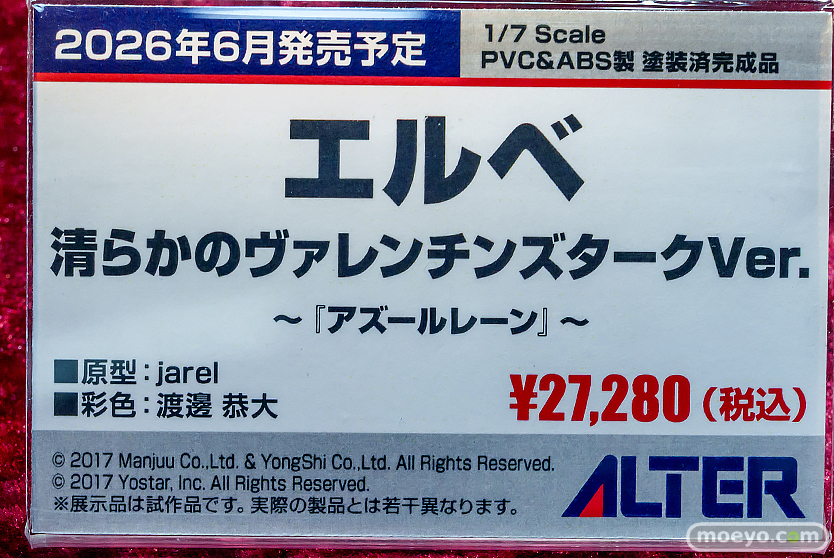 2026年6月発売予定
1/7 Scale
PVC&ABS製 塗装済完成品
エルベ
清らかのヴァレンチンズタークVer.
～『アズールレーン』～
■原型：jarel
■彩色：渡邊 恭大
¥27,280（税込）
© 2017 Manjuu Co.,Ltd. & YongShi Co.,Ltd. All Rights Reserved.
© 2017 Yostar, Inc. All Rights Reserved.
※展示品は試作品です。実際の製品とは若干異なります。
ALTER
moeyo.com